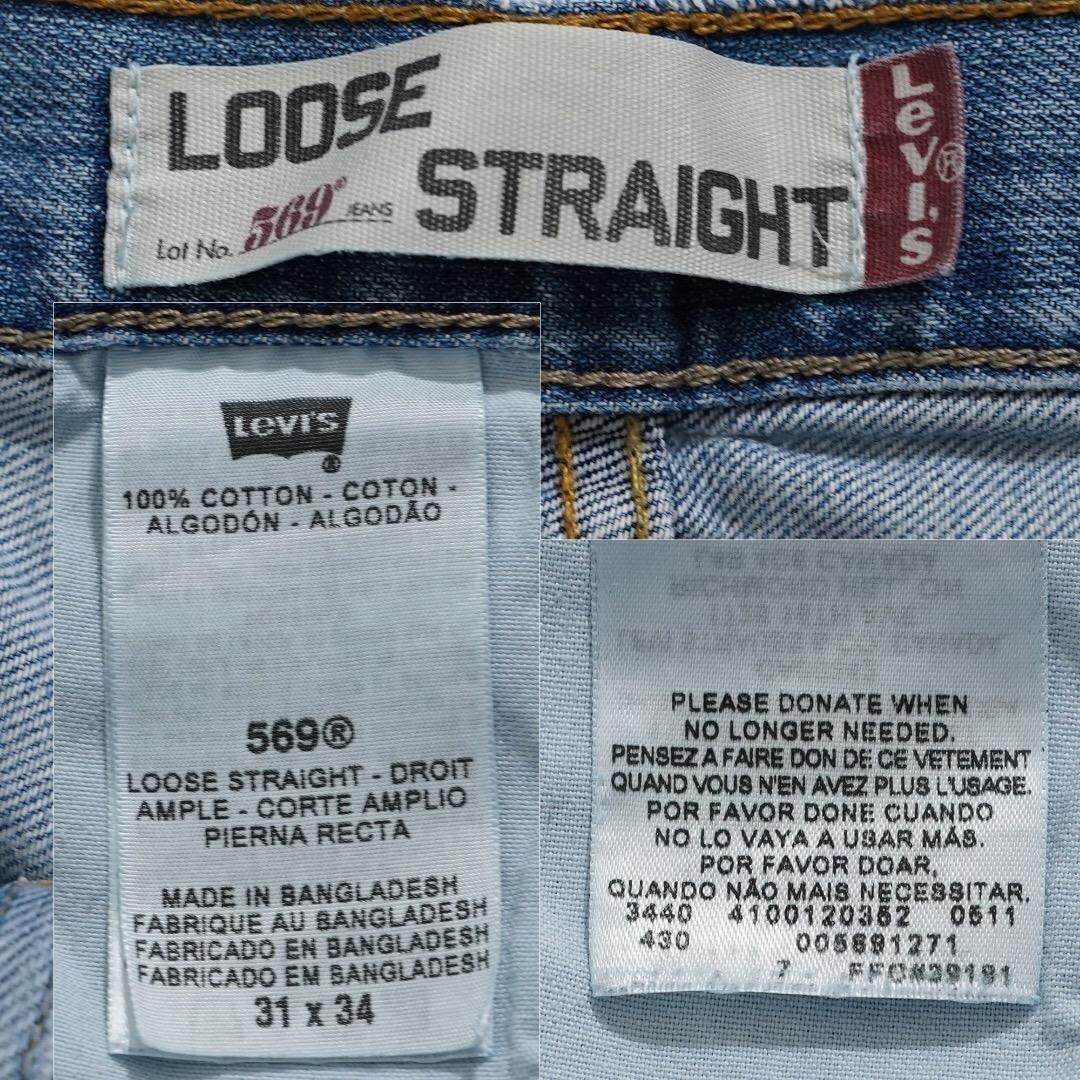 LOOSE
STRAIGHT
Lot No. 569® JEANS
Levi's®
Levi's
®
100% COTTON - COTON -
ALGODÓN - ALGODÃO
569®
LOOSE STRAIGHT - DROIT
AMPLE - CORTE AMPLIO
PIERNA RECTA
MADE IN BANGLADESH
FABRIQUE AU BANGLADESH
FABRICADO EN BANGLADESH
FABRICADO EM BANGLADESH
31 x 34
PLEASE DONATE WHEN
NO LONGER NEEDED.
PENSEZ A FAIRE DON DE CE VETEMENT
QUAND VOUS N'EN AVEZ PLUS L'USAGE.
POR FAVOR DONE CUANDO
NO LO VAYA A USAR MÁS.
POR FAVOR DOAR,
QUANDO NÃO MAIS NECESSITAR.
3440 4100120352 0511
430 005891271
7